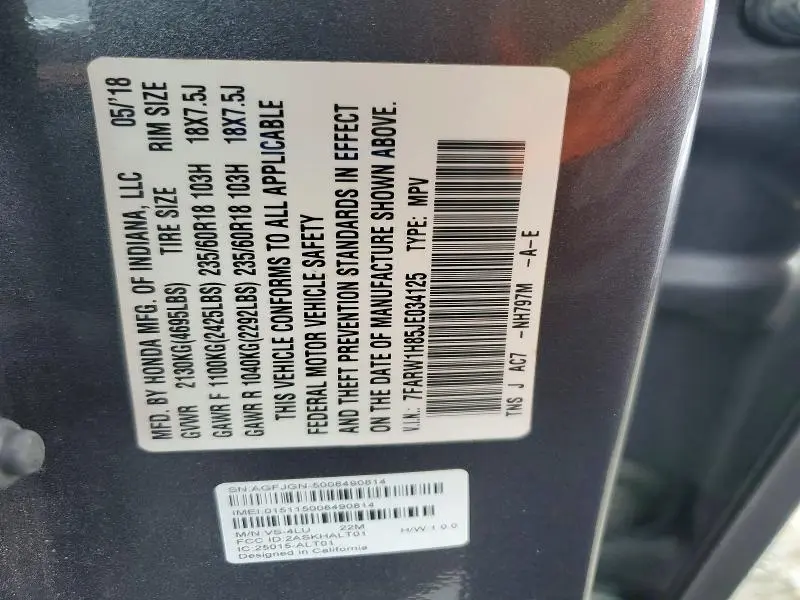 MFD. BY HONDA MFG. OF INDIANA, LLC 05/'18
GVWR 2130KG(4695LBS) TIRE SIZE RIM SIZE
GAWR F 1100KG(2425LBS) 235/60R18 103H 18X7.5J
GAWR R 1040KG(2292LBS) 235/60R18 103H 18X7.5J
THIS VEHICLE CONFORMS TO ALL APPLICABLE
FEDERAL MOTOR VEHICLE SAFETY
AND THEFT PREVENTION STANDARDS IN EFFECT
ON THE DATE OF MANUFACTURE SHOWN ABOVE.
V.I.N.: 7FARW1H85JE034125 TYPE: MPV
TNS J AC7 -NH797M -A-E
SN:AGFJGN-5008490814
IMEI:015115008490814
M/N:VS-4LU 22M H/W:1.0.0
FCC ID:2ASKHALT01
IC:25015-ALT01
Designed in California